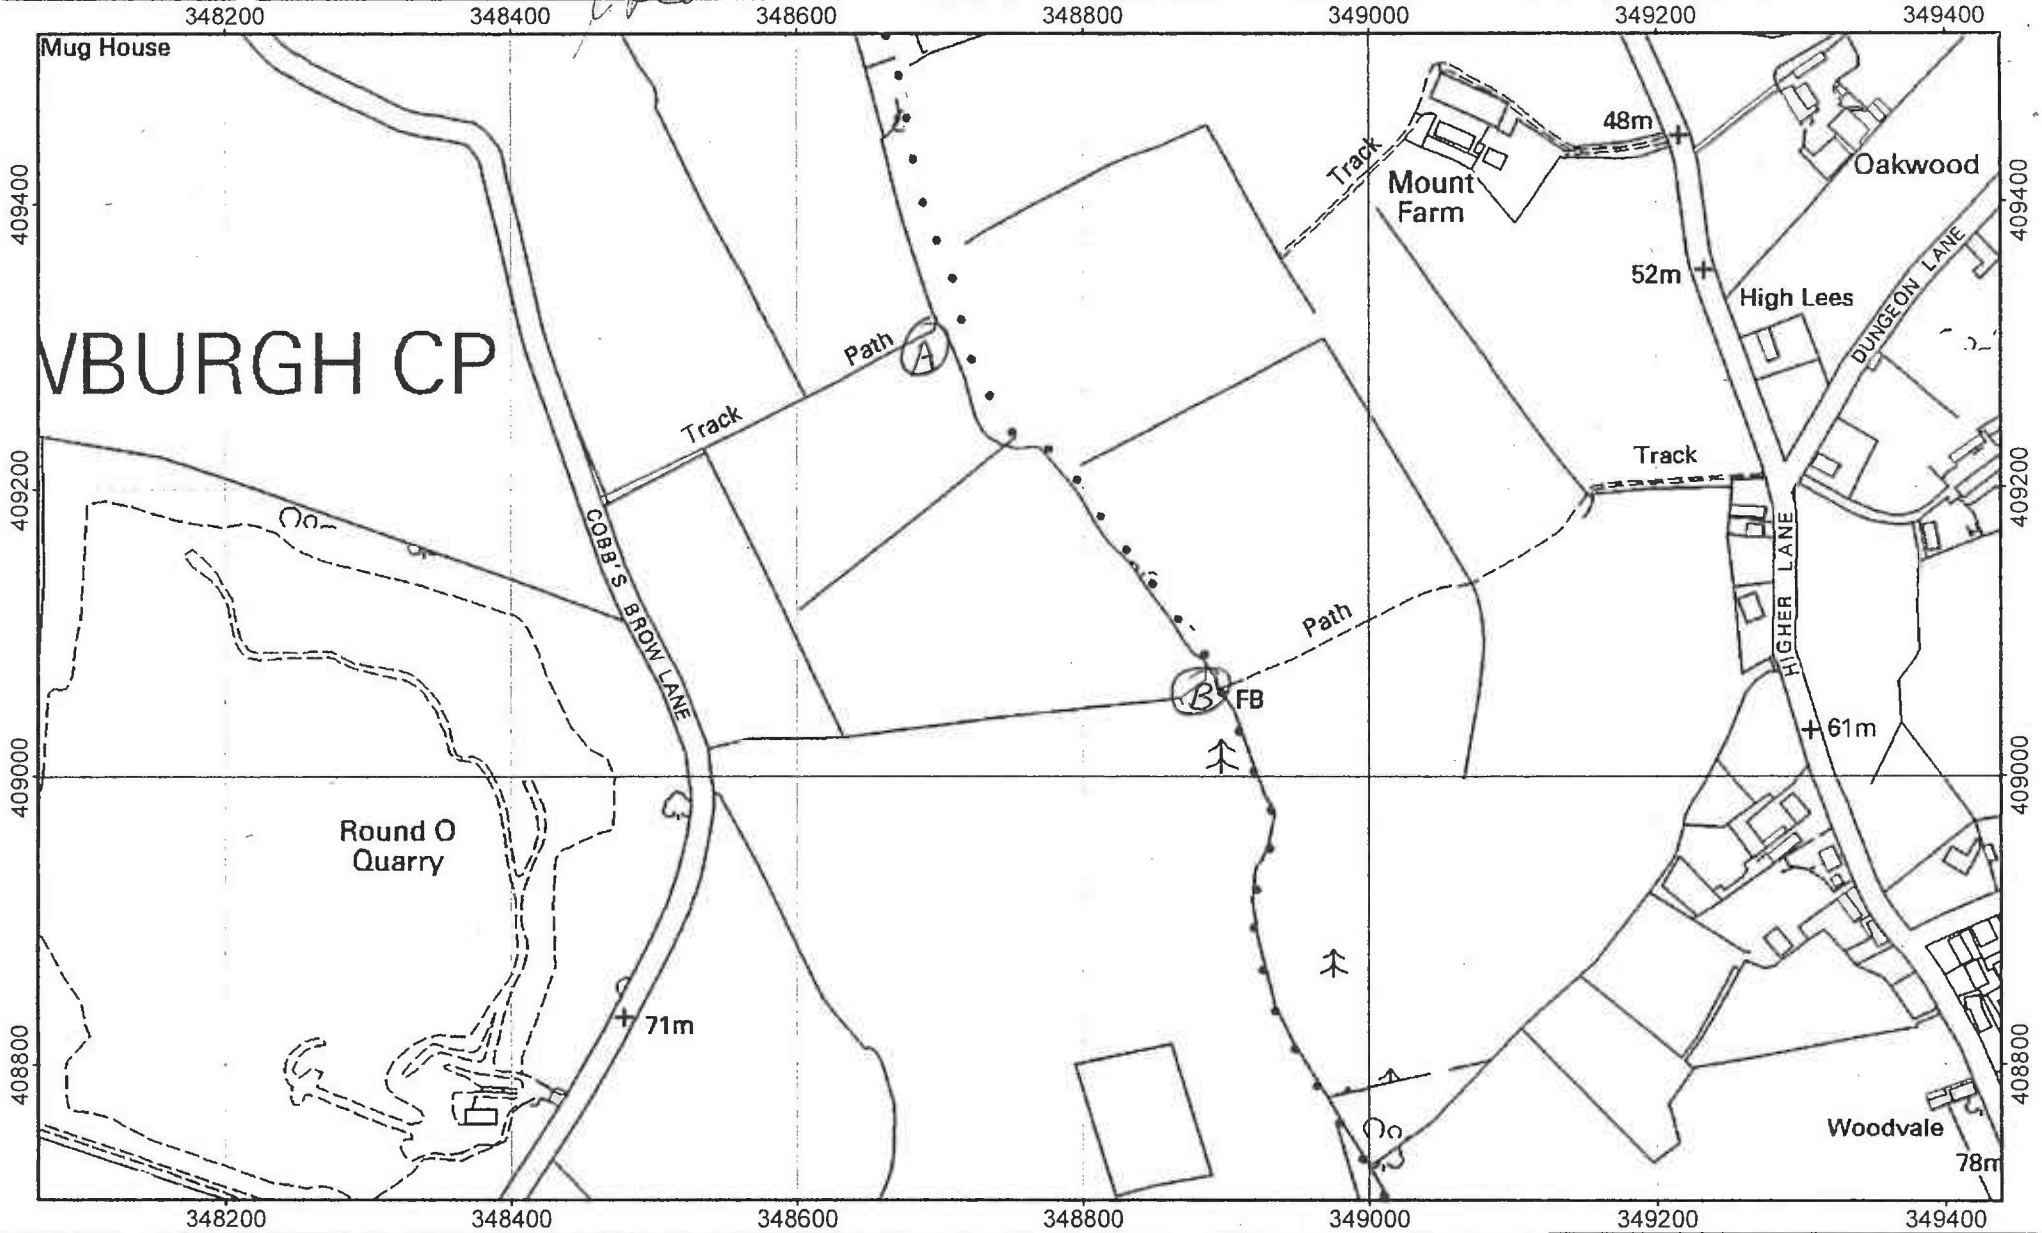 348200
348400
348600
348800
349000
349200
349400
Mug House
409400
409400
48m
Track
Mount
Farm
Oakwood
52m
High Lees
DUNGEON LANE
VBURGH CP
Path
A
Track
Track
409200
409200
COBB'S BROW LANE
HIGHER LANE
Path
B
FB
61m
409000
409000
Round O
Quarry
71m
408800
408800
Woodvale
78m
348200
348400
348600
348800
349000
349200
349400